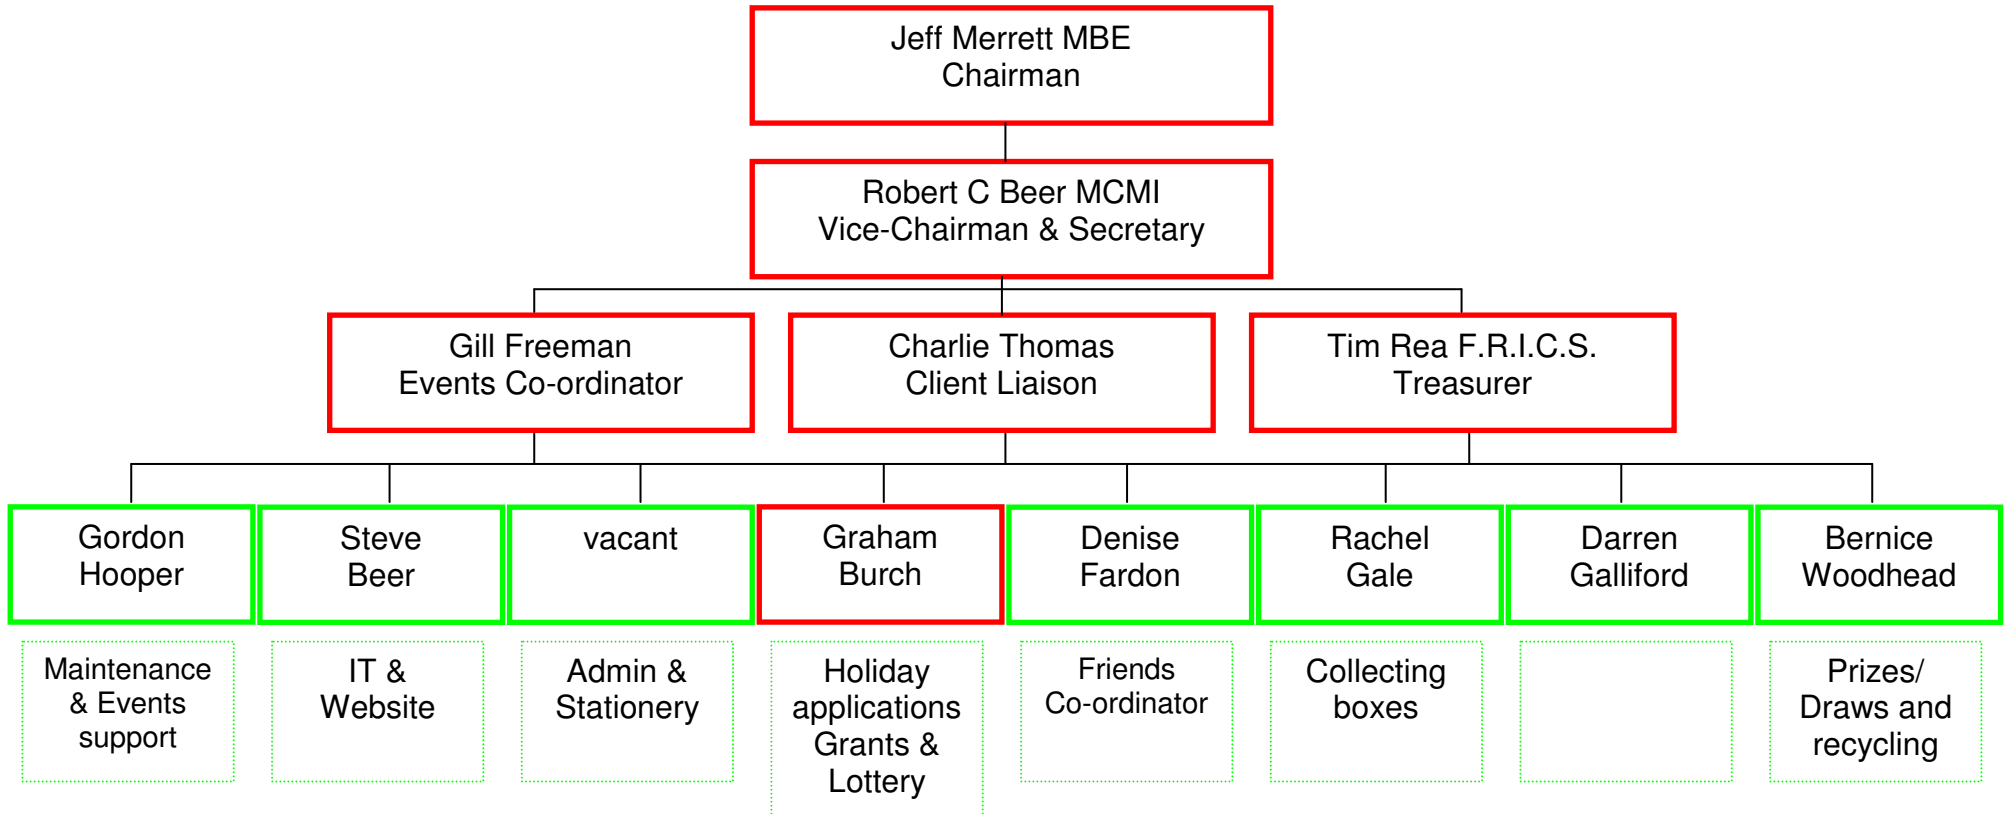 Jeff Merrett MBE
Chairman
Robert C Beer MCMI
Vice-Chairman & Secretary
Gill Freeman
Events Co-ordinator
Charlie Thomas
Client Liaison
Tim Rea F.R.I.C.S.
Treasurer
Gordon
Hooper
Steve
Beer
vacant
Graham
Burch
Denise
Fardon
Rachel
Gale
Darren
Galliford
Bernice
Woodhead
Maintenance
& Events
support
IT &
Website
Admin &
Stationery
Holiday
applications
Grants &
Lottery
Friends
Co-ordinator
Collecting
boxes
Prizes/
Draws and
recycling